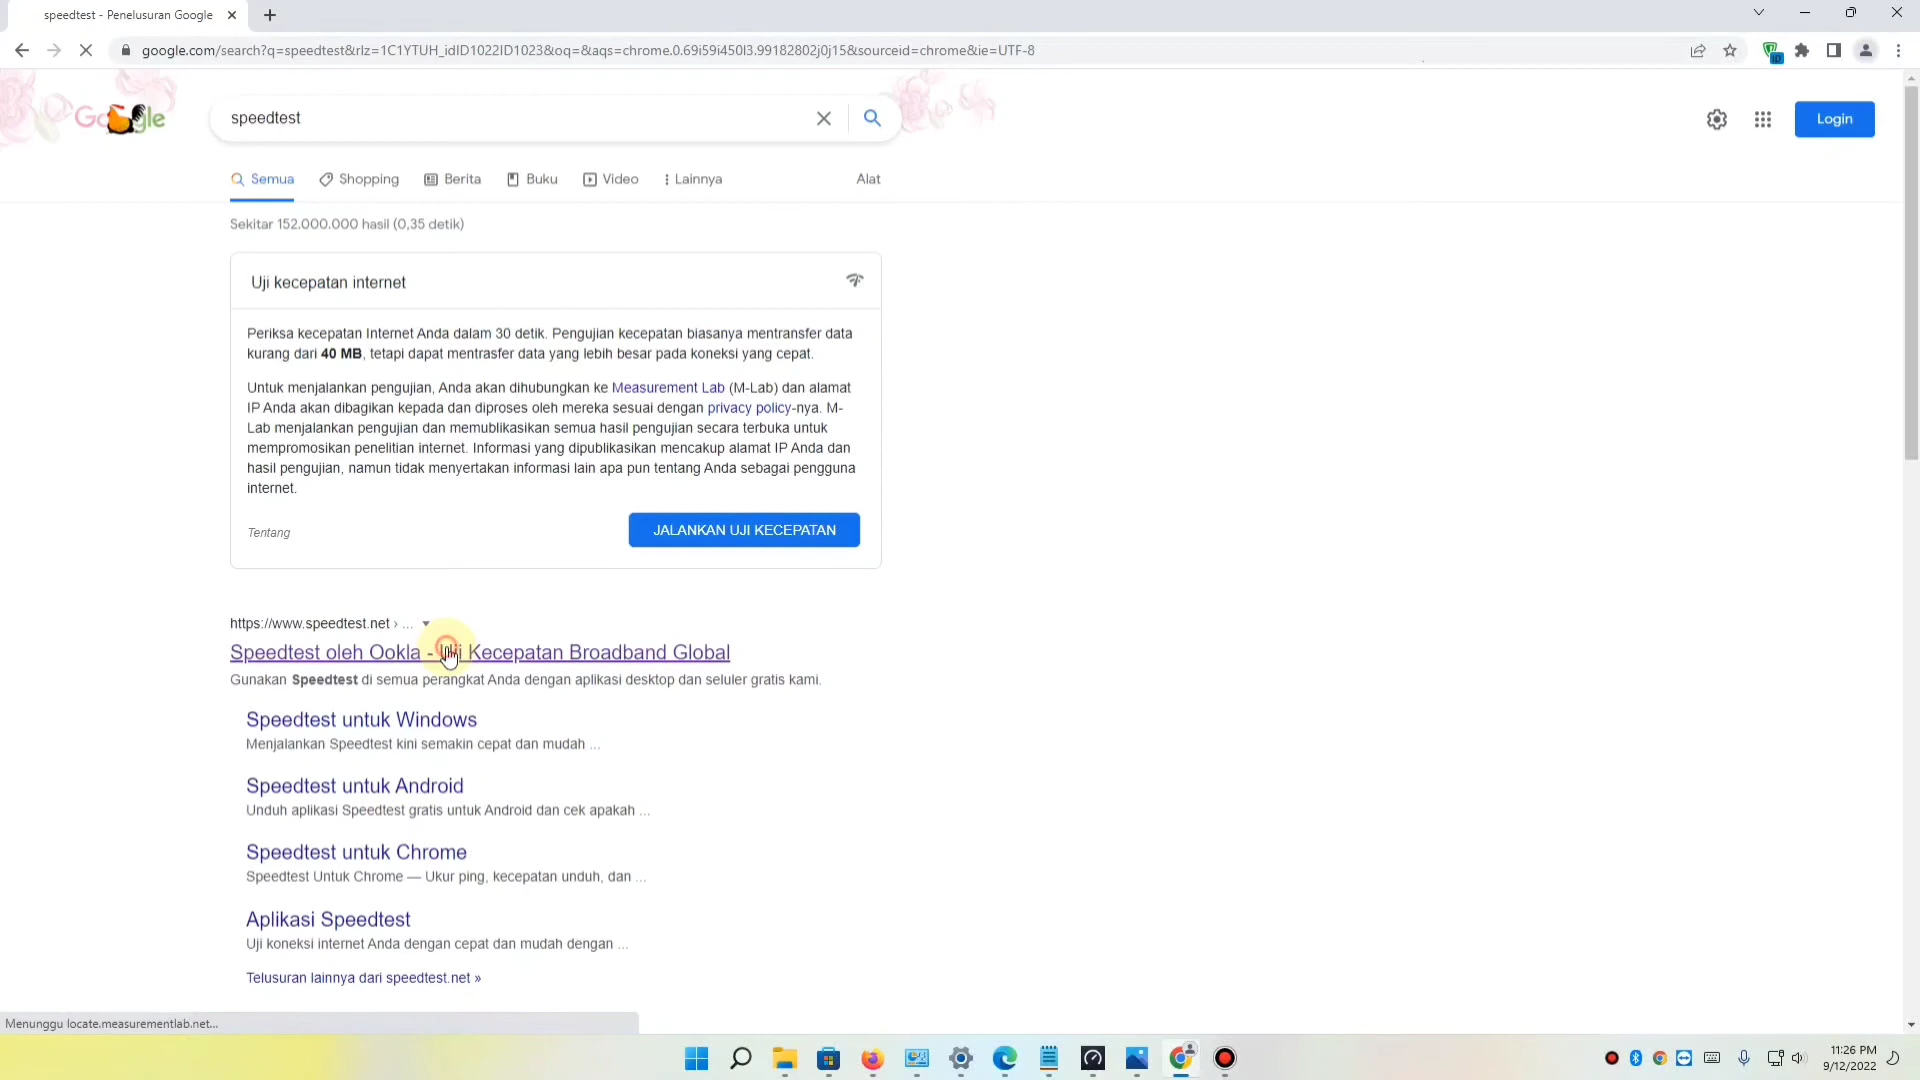 speedtest - Penelusuran Google
google.com/search?q=speedtest&rlz=1C1YTUH_idID1022ID1023&oq=&aqs=chrome.0.69i59i450l3.99182802j0j15&sourceid=chrome&ie=UTF-8
ID
Google
speedtest
Login
Semua
Shopping
Berita
Buku
Video
Lainnya
Alat
Sekitar 152.000.000 hasil (0,35 detik)
Uji kecepatan internet
Periksa kecepatan Internet Anda dalam 30 detik. Pengujian kecepatan biasanya mentransfer data
kurang dari 40 MB, tetapi dapat mentrasfer data yang lebih besar pada koneksi yang cepat.
Untuk menjalankan pengujian, Anda akan dihubungkan ke Measurement Lab (M-Lab) dan alamat
IP Anda akan dibagikan kepada dan diproses oleh mereka sesuai dengan privacy policy-nya. M-
Lab menjalankan pengujian dan memublikasikan semua hasil pengujian secara terbuka untuk
mempromosikan penelitian internet. Informasi yang dipublikasikan mencakup alamat IP Anda dan
hasil pengujian, namun tidak menyertakan informasi lain apa pun tentang Anda sebagai pengguna
internet.
Tentang
JALANKAN UJI KECEPATAN
https://www.speedtest.net › ...
Speedtest oleh Ookla - Uji Kecepatan Broadband Global
Gunakan Speedtest di semua perangkat Anda dengan aplikasi desktop dan seluler gratis kami.
Speedtest untuk Windows
Menjalankan Speedtest kini semakin cepat dan mudah ...
Speedtest untuk Android
Unduh aplikasi Speedtest gratis untuk Android dan cek apakah ...
Speedtest untuk Chrome
Speedtest Untuk Chrome — Ukur ping, kecepatan unduh, dan ...
Aplikasi Speedtest
Uji koneksi internet Anda dengan cepat dan mudah dengan ...
Telusuran lainnya dari speedtest.net »
Menunggu locate.measurementlab.net...
11:26 PM
9/12/2022